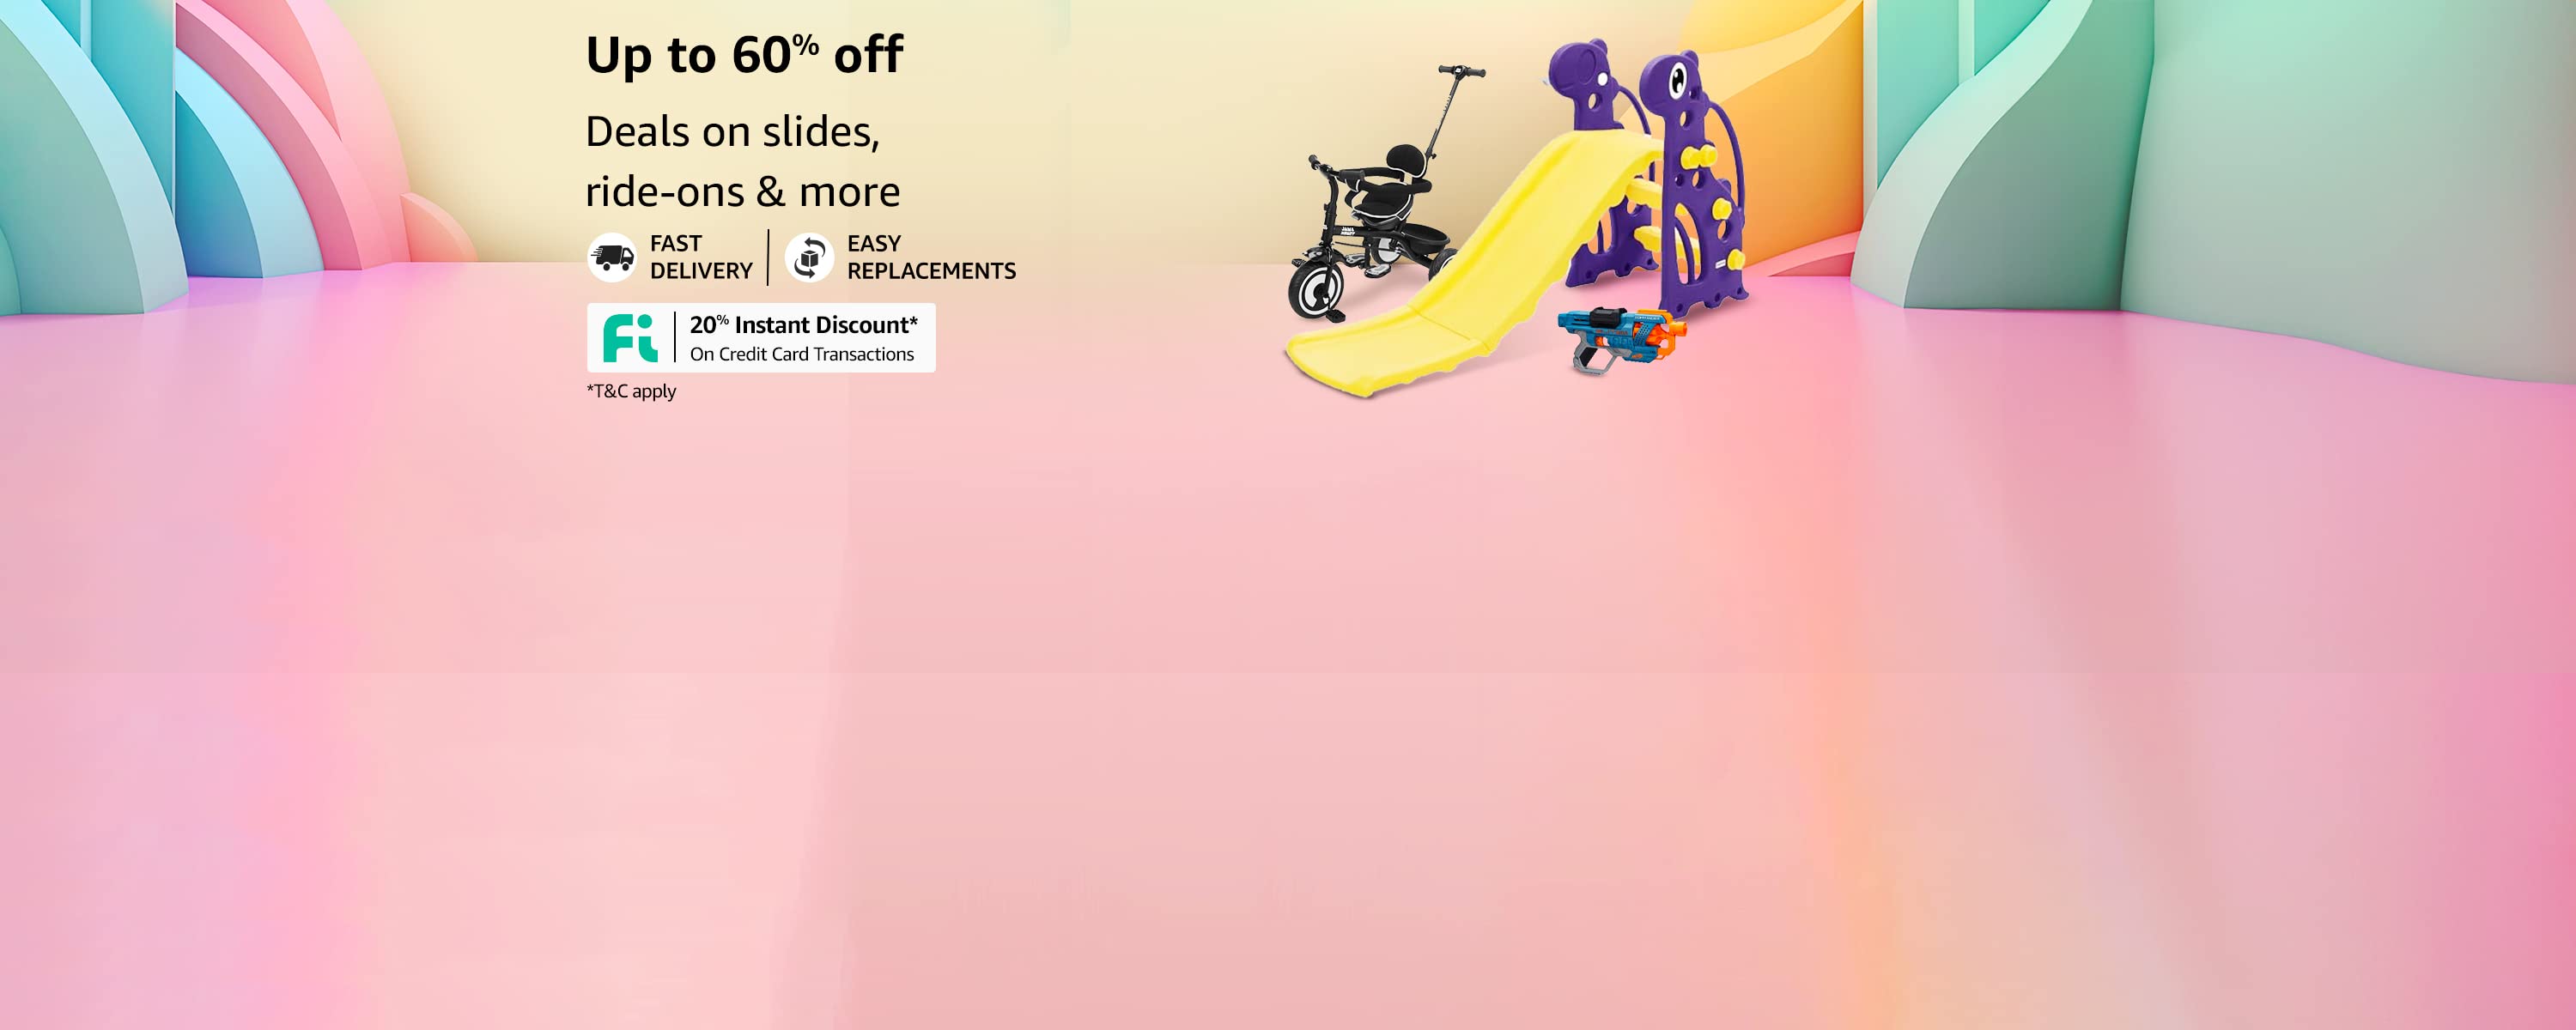 Up to 60% off
Deals on slides,
ride-ons & more
FAST
DELIVERY
EASY
REPLACEMENTS
Fi
20% Instant Discount*
On Credit Card Transactions
*T&C apply